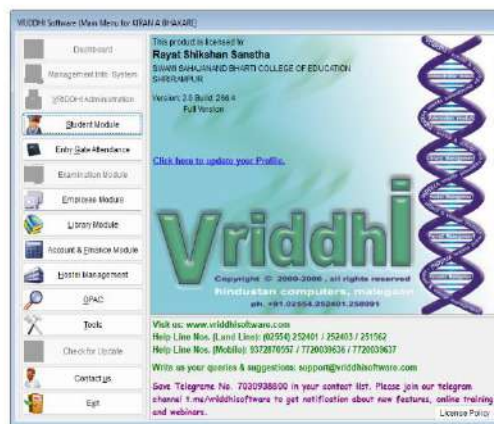 VRIDDHI Software (Main Menu for KIRAN A BHAKARE)
Dashboard
Management Info. System
VRIDDHI Administration
Student Module
Entry Gate Attendance
Examination Module
Employee Module
Library Module
Account & Finance Module
Hostel Management
OPAC
Tools
Check for Update
Contact us
Exit
This product is licensed to
Rayat Shikshan Sanstha
SWAMI SAHAJANAND BHARTI COLLEGE OF EDUCATION
SHRIRAMPUR
Version: 2.0 Build: 266.4
Full Version
Click here to update your Profile.
Vriddhi
Copyright © 2000-2006 , all rights reserved
hindustan computers, malegaon
ph. +91.02554.252401.258091
Visit us: www.vriddhisoftware.com
Help-Line Nos. (Land Line): (02554) 252401 / 252403 / 251562
Help-Line Nos. (Mobile): 9372870557 / 7720039636 / 7720039637
Write us your queries & suggestions: support@vriddhisoftware.com
Save Telegrame No. 7030938800 in your contact list. Please join our telegram
channel t.me/vriddhisoftware to get notification about new features, online training
and webinars.
License Policy